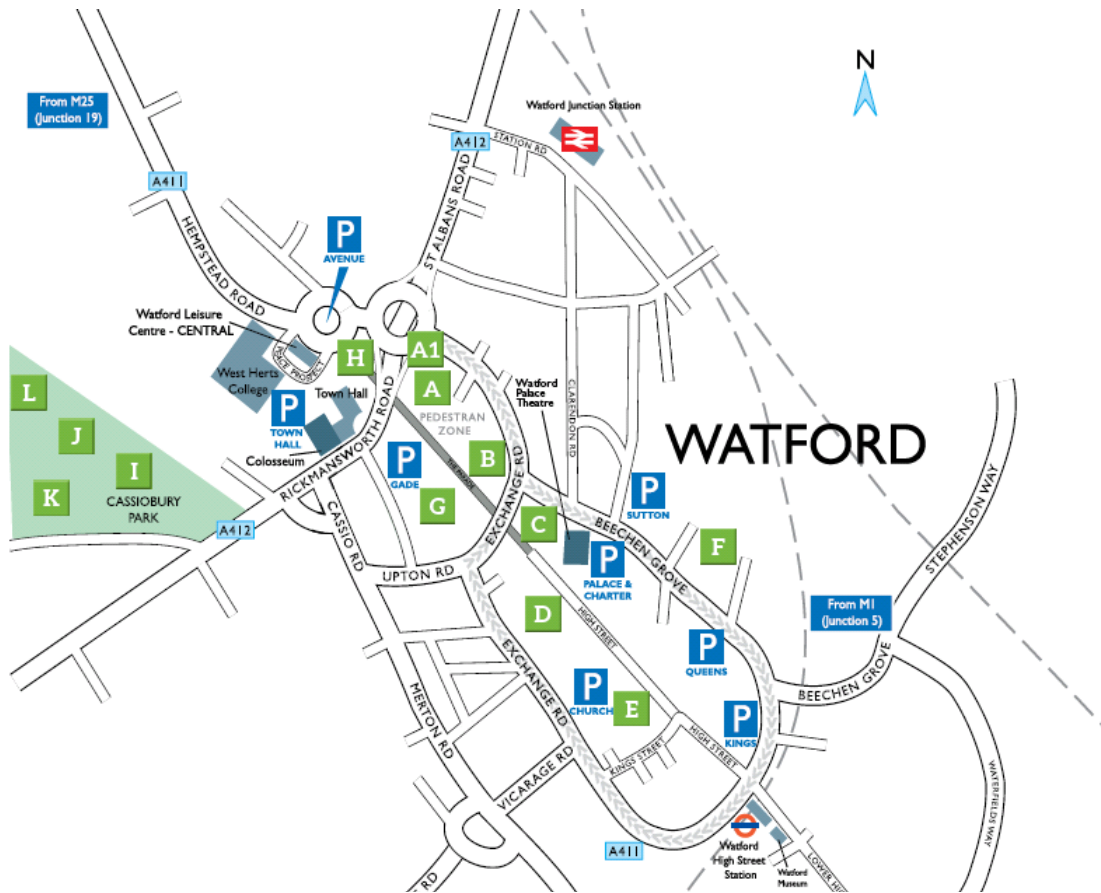 N
From M25
(Junction 19)
Watford Junction Station
A412
STATION RD
A411
HEMPSTEAD ROAD
ST ALBANS ROAD
P
AVENUE
Watford Leisure
Centre - CENTRAL
PEACE PROSPECT
West Herts
College
H
A1
A
Watford
Palace
Theatre
CLARENDON RD
L
J
I
K
CASSIOBURY
PARK
P
TOWN
HALL
Town Hall
Colosseum
RICKMANSWORTH ROAD
PEDESTRAN
ZONE
THE PARADE
B
P
GADE
G
EXCHANGE RD
WATFORD
A412
CASSIO RD
UPTON RD
C
P
SUTTON
BEECHEN GROVE
F
P
PALACE &
CHARTER
STEPHENSON WAY
From M1
(Junction 5)
D
HIGH STREET
EXCHANGE RD
P
QUEENS
BEECHEN GROVE
MERTON RD
P
CHURCH
E
P
KINGS
HIGH STREET
KINGS STREET
VICARAGE RD
WATERFIELDS WAY
A411
Watford
High Street
Station
Watford
Museum
LOWER HIGH